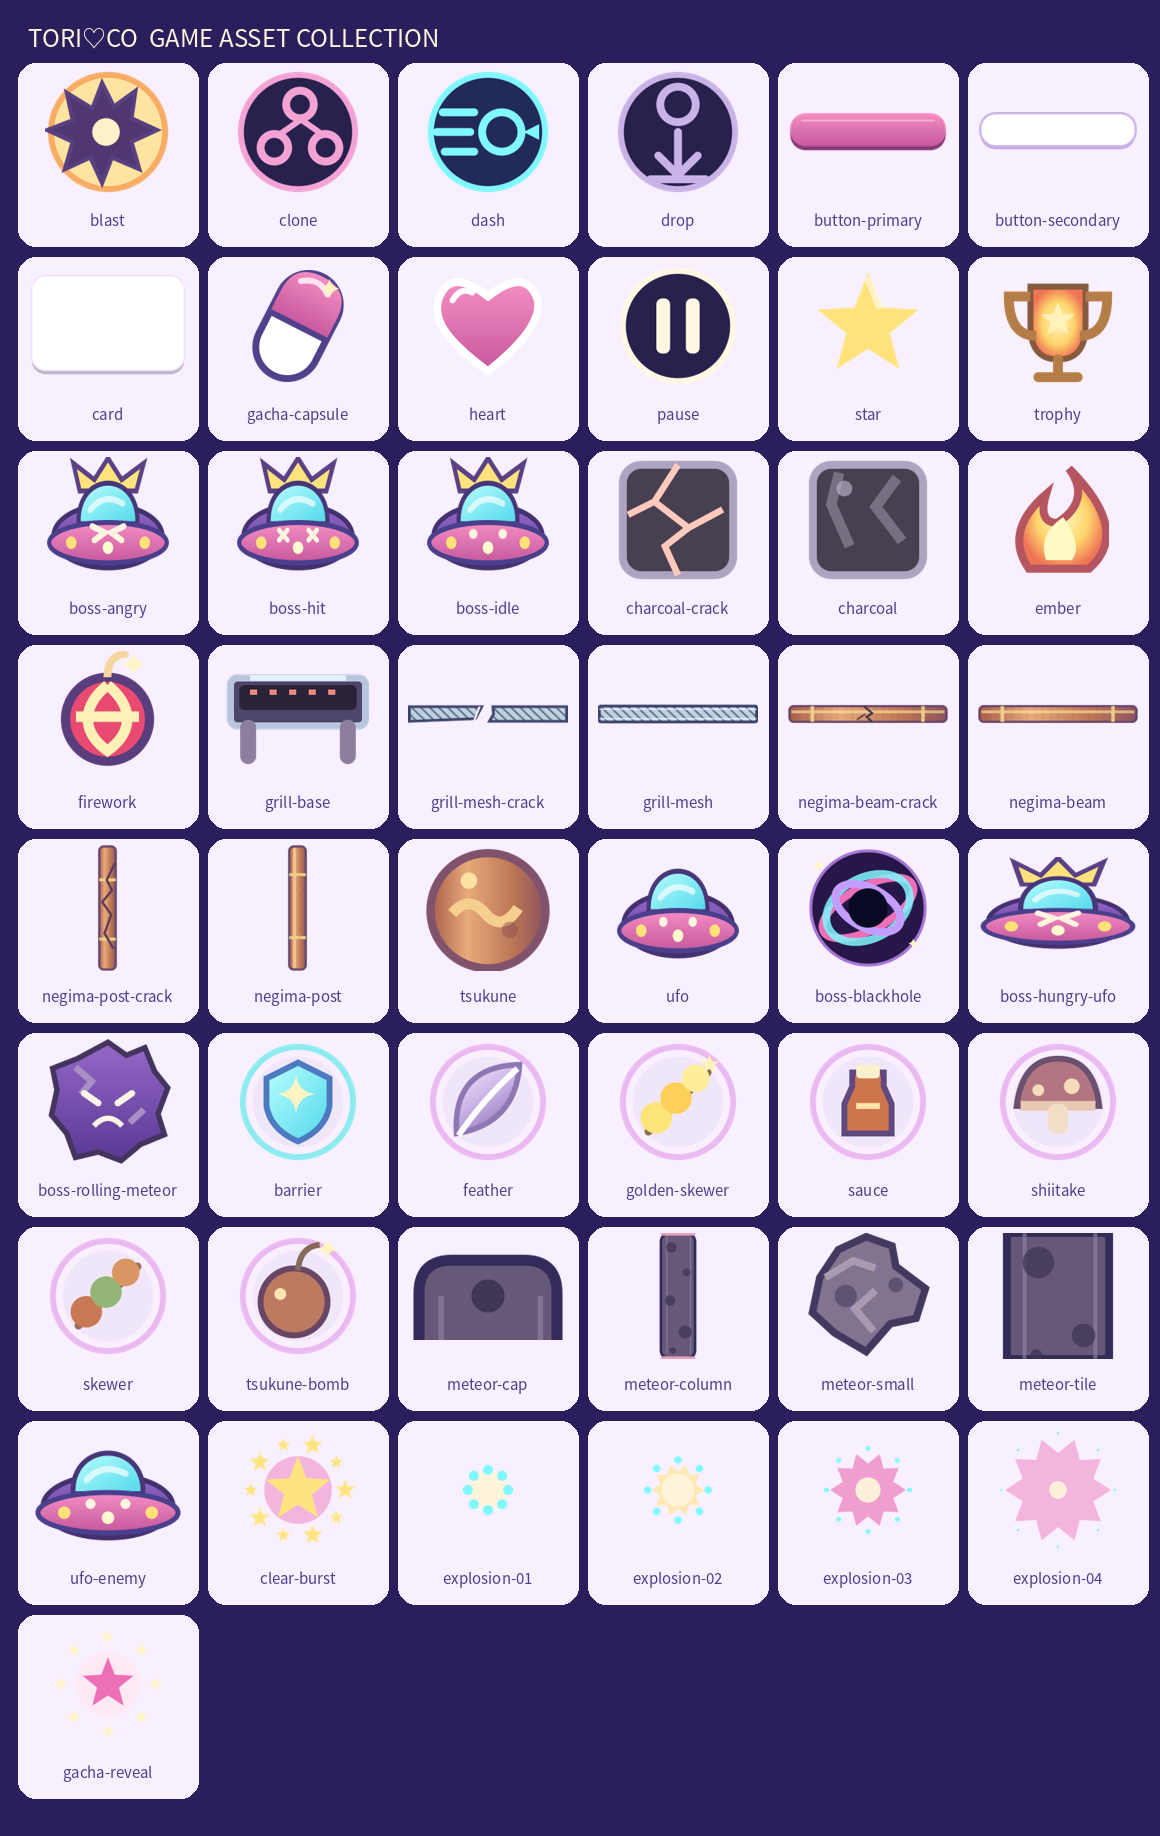 TORI♡CO GAME ASSET COLLECTION
blast
clone
dash
drop
button-primary
button-secondary
card
gacha-capsule
heart
pause
star
trophy
boss-angry
boss-hit
boss-idle
charcoal-crack
charcoal
ember
firework
grill-base
grill-mesh-crack
grill-mesh
negima-beam-crack
negima-beam
negima-post-crack
negima-post
tsukune
ufo
boss-blackhole
boss-hungry-ufo
boss-rolling-meteor
barrier
feather
golden-skewer
sauce
shiitake
skewer
tsukune-bomb
meteor-cap
meteor-column
meteor-small
meteor-tile
ufo-enemy
clear-burst
explosion-01
explosion-02
explosion-03
explosion-04
gacha-reveal